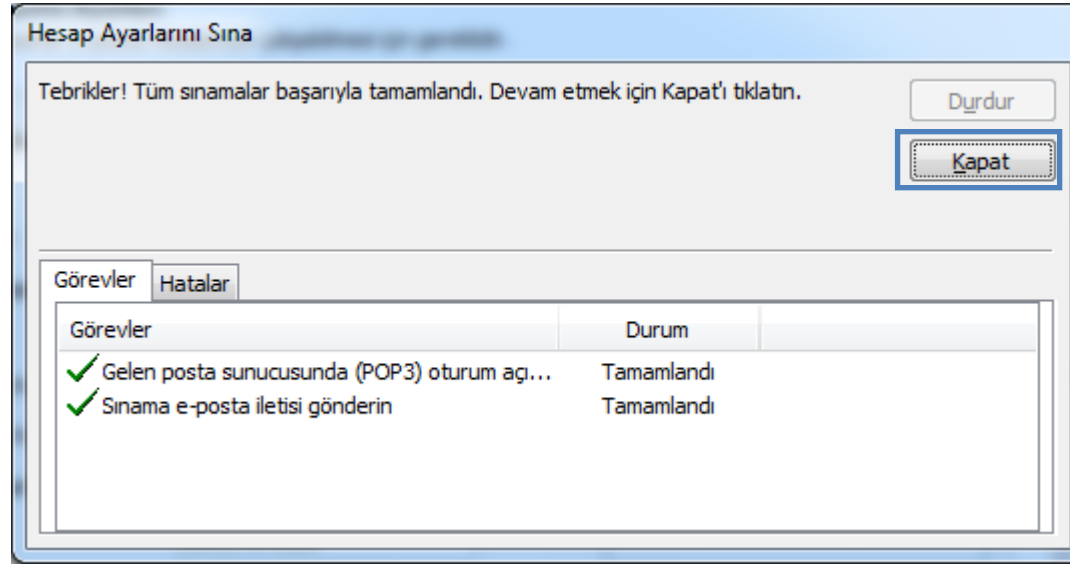 Hesap Ayarlarını Sına
Tebrikler! Tüm sınamalar başarıyla tamamlandı. Devam etmek için Kapat'ı tıklatın.
Durdur
Kapat
Görevler Hatalar
Görevler Durum
Gelen posta sunucusunda (POP3) oturum açı... Tamamlandı
Sınama e-posta iletisi gönderin Tamamlandı